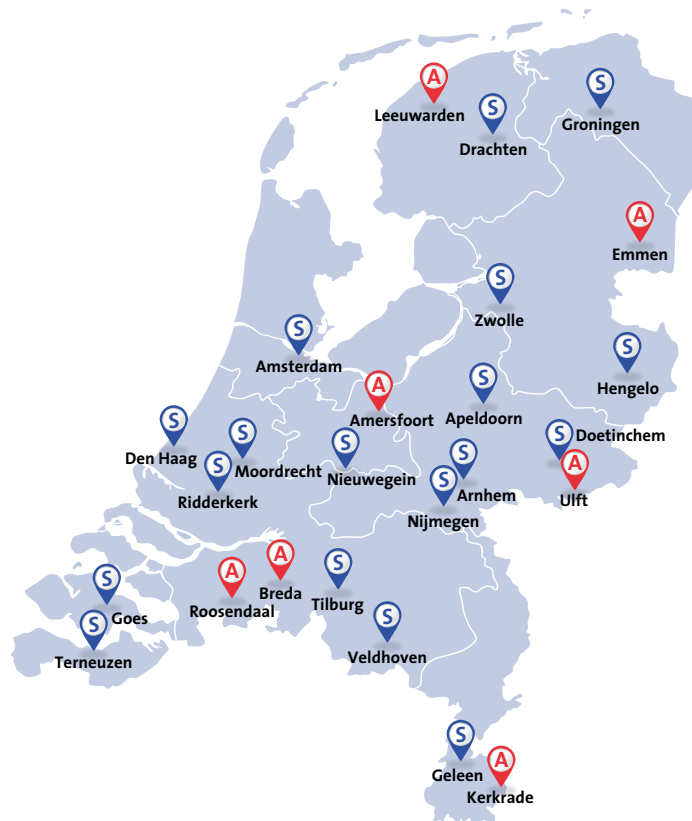 A
Leeuwarden
S
Groningen
S
Drachten
A
Emmen
S
Zwolle
S
Amsterdam
S
Hengelo
A
Amersfoort
S
Apeldoorn
S
Den Haag
S
Moordrecht
S
Nieuwegein
S
Doetinchem
S
Ridderkerk
S
Arnhem
A
Ulft
S
Nijmegen
A
Breda
A
Roosendaal
S
Tilburg
S
Goes
S
Terneuzen
S
Veldhoven
S
Geleen
A
Kerkrade